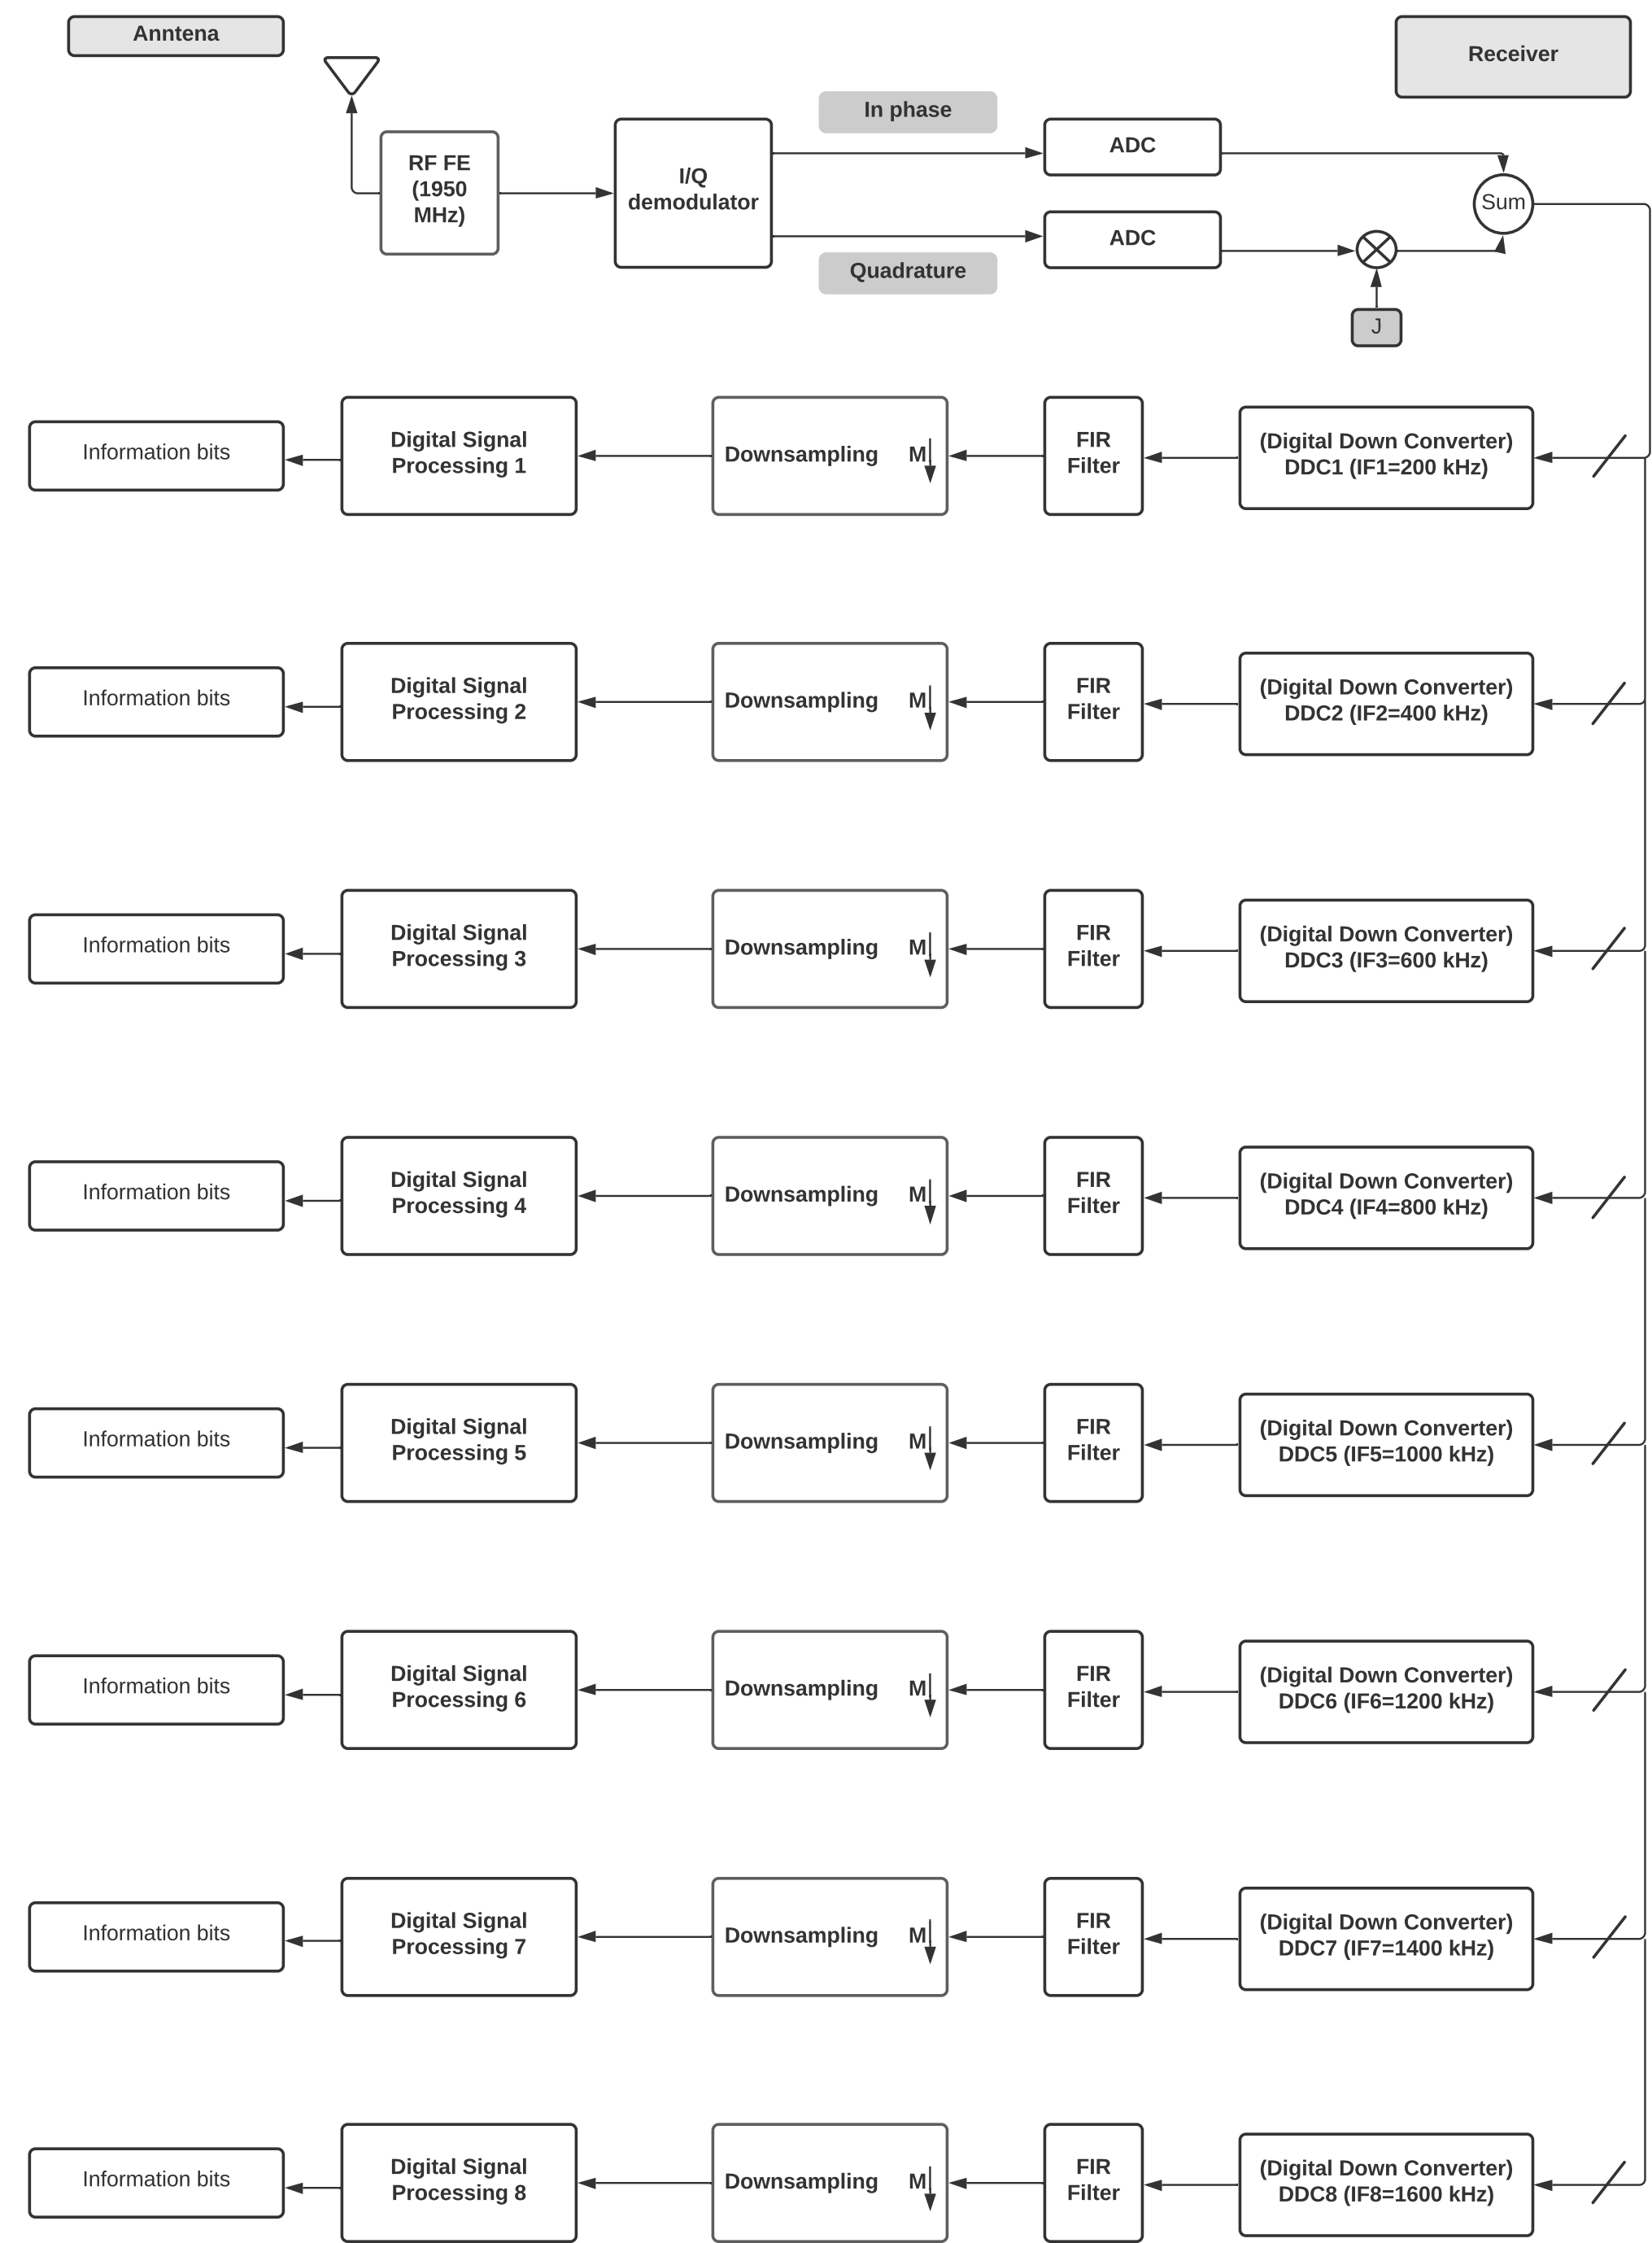 Anntena
Receiver
In phase
RF FE
(1950
MHz)
I/Q
demodulator
ADC
Sum
Quadrature
ADC
J
Information bits
Digital Signal
Processing 1
Downsampling M
FIR
Filter
(Digital Down Converter)
DDC1 (IF1=200 kHz)
Information bits
Digital Signal
Processing 2
Downsampling M
FIR
Filter
(Digital Down Converter)
DDC2 (IF2=400 kHz)
Information bits
Digital Signal
Processing 3
Downsampling M
FIR
Filter
(Digital Down Converter)
DDC3 (IF3=600 kHz)
Information bits
Digital Signal
Processing 4
Downsampling M
FIR
Filter
(Digital Down Converter)
DDC4 (IF4=800 kHz)
Information bits
Digital Signal
Processing 5
Downsampling M
FIR
Filter
(Digital Down Converter)
DDC5 (IF5=1000 kHz)
Information bits
Digital Signal
Processing 6
Downsampling M
FIR
Filter
(Digital Down Converter)
DDC6 (IF6=1200 kHz)
Information bits
Digital Signal
Processing 7
Downsampling M
FIR
Filter
(Digital Down Converter)
DDC7 (IF7=1400 kHz)
Information bits
Digital Signal
Processing 8
Downsampling M
FIR
Filter
(Digital Down Converter)
DDC8 (IF8=1600 kHz)